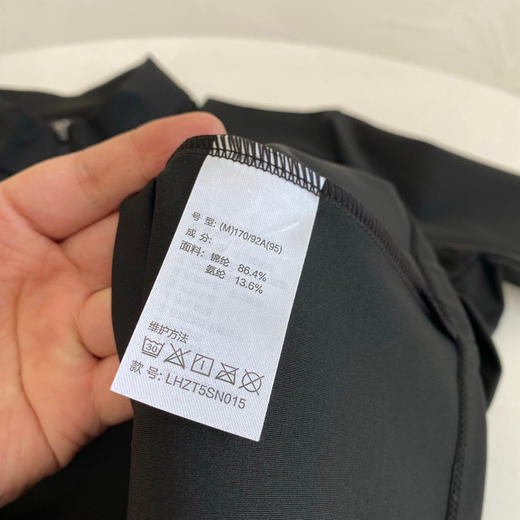 号 型: (M)170/92A(95)
成 分:
面料: 锦纶 86.4%
氨纶 13.6%
维护方法
30
款 号: LHZT5SN015